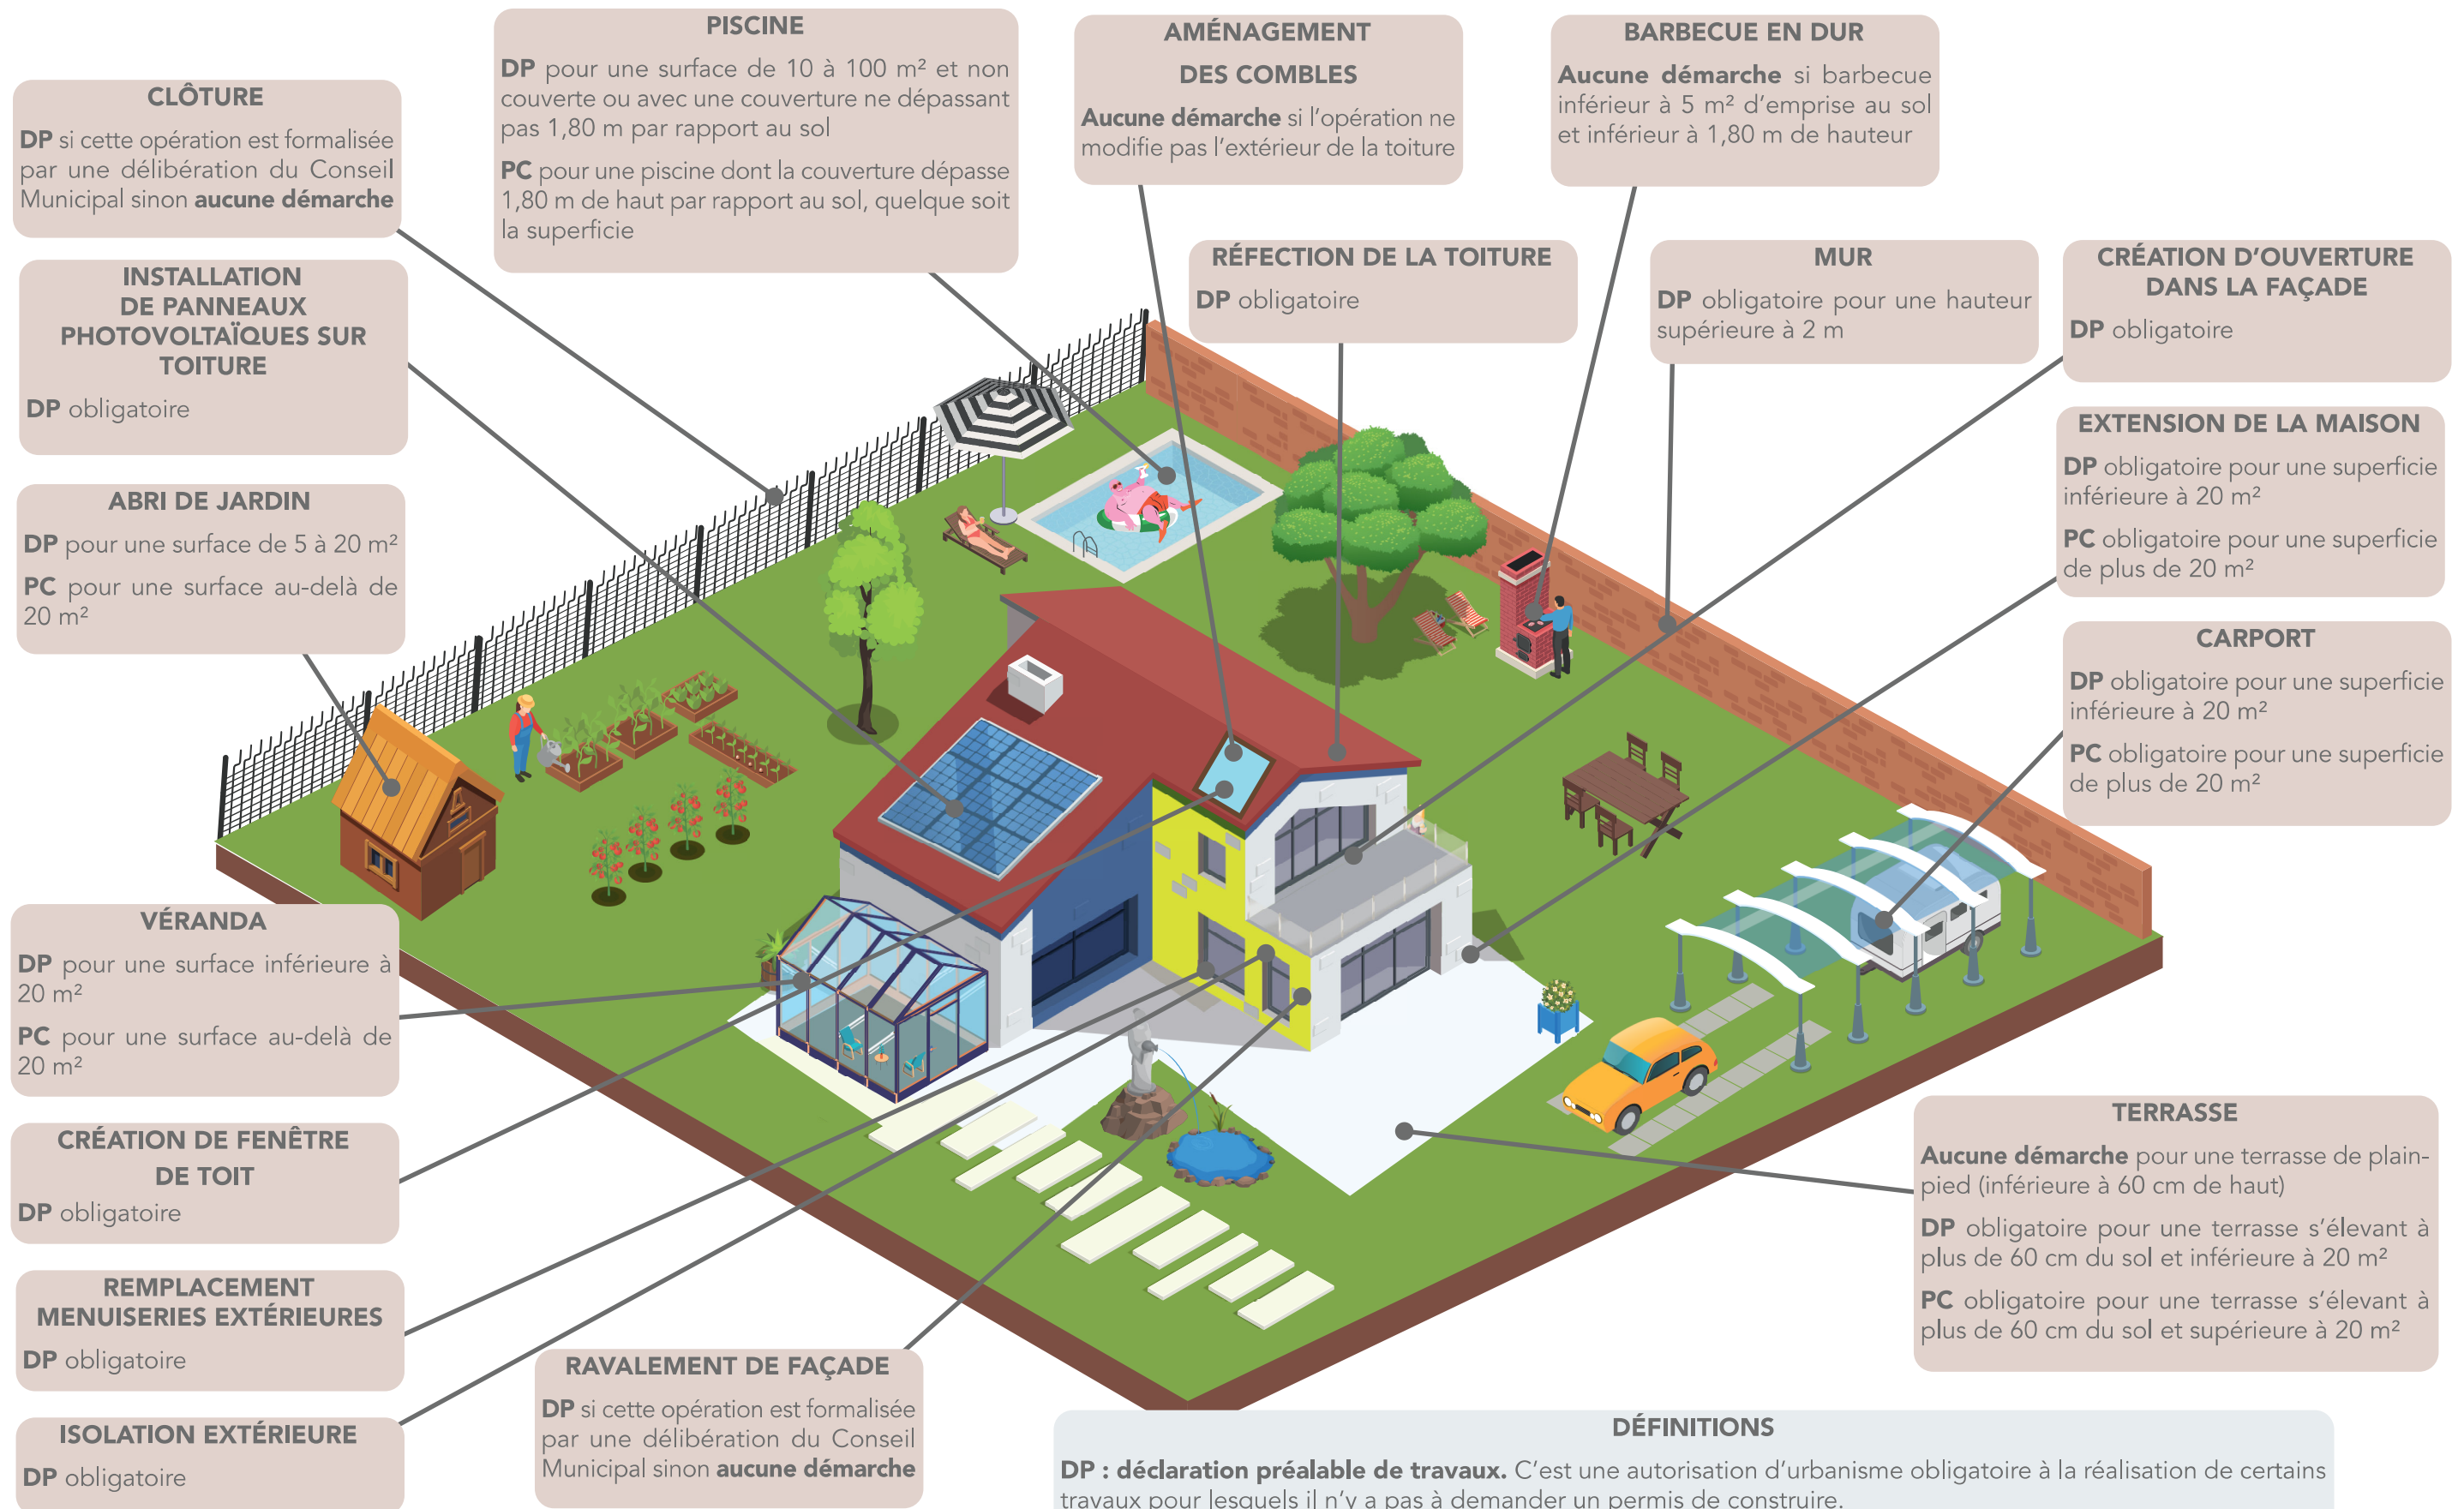 PISCINE
DP pour une surface de 10 à 100 m² et non
couverte ou avec une couverture ne dépassant
pas 1,80 m par rapport au sol
PC pour une piscine dont la couverture dépasse
1,80 m de haut par rapport au sol, quelque soit
la superficie
AMÉNAGEMENT
DES COMBLES
Aucune démarche si l'opération ne
modifie pas l'extérieur de la toiture
BARBECUE EN DUR
Aucune démarche si barbecue
inférieur à 5 m² d'emprise au sol
et inférieur à 1,80 m de hauteur
CLÔTURE
DP si cette opération est formalisée
par une délibération du Conseil
Municipal sinon aucune démarche
RÉFECTION DE LA TOITURE
DP obligatoire
MUR
DP obligatoire pour une hauteur
supérieure à 2 m
CRÉATION D'OUVERTURE
DANS LA FAÇADE
DP obligatoire
INSTALLATION
DE PANNEAUX
PHOTOVOLTAÏQUES SUR
TOITURE
DP obligatoire
EXTENSION DE LA MAISON
DP obligatoire pour une superficie
inférieure à 20 m²
PC obligatoire pour une superficie
de plus de 20 m²
ABRI DE JARDIN
DP pour une surface de 5 à 20 m²
PC pour une surface au-delà de
20 m²
CARPORT
DP obligatoire pour une superficie
inférieure à 20 m²
PC obligatoire pour une superficie
de plus de 20 m²
VÉRANDA
DP pour une surface inférieure à
20 m²
PC pour une surface au-delà de
20 m²
CRÉATION DE FENÊTRE
DE TOIT
DP obligatoire
TERRASSE
Aucune démarche pour une terrasse de plain-
pied (inférieure à 60 cm de haut)
DP obligatoire pour une terrasse s'élevant à
plus de 60 cm du sol et inférieure à 20 m²
PC obligatoire pour une terrasse s'élevant à
plus de 60 cm du sol et supérieure à 20 m²
REMPLACEMENT
MENUISERIES EXTÉRIEURES
DP obligatoire
RAVALEMENT DE FAÇADE
DP si cette opération est formalisée
par une délibération du Conseil
Municipal sinon aucune démarche
ISOLATION EXTÉRIEURE
DP obligatoire
DÉFINITIONS
DP : déclaration préalable de travaux. C'est une autorisation d'urbanisme obligatoire à la réalisation de certains
travaux pour lesquels il n'y a pas à demander un permis de construire.